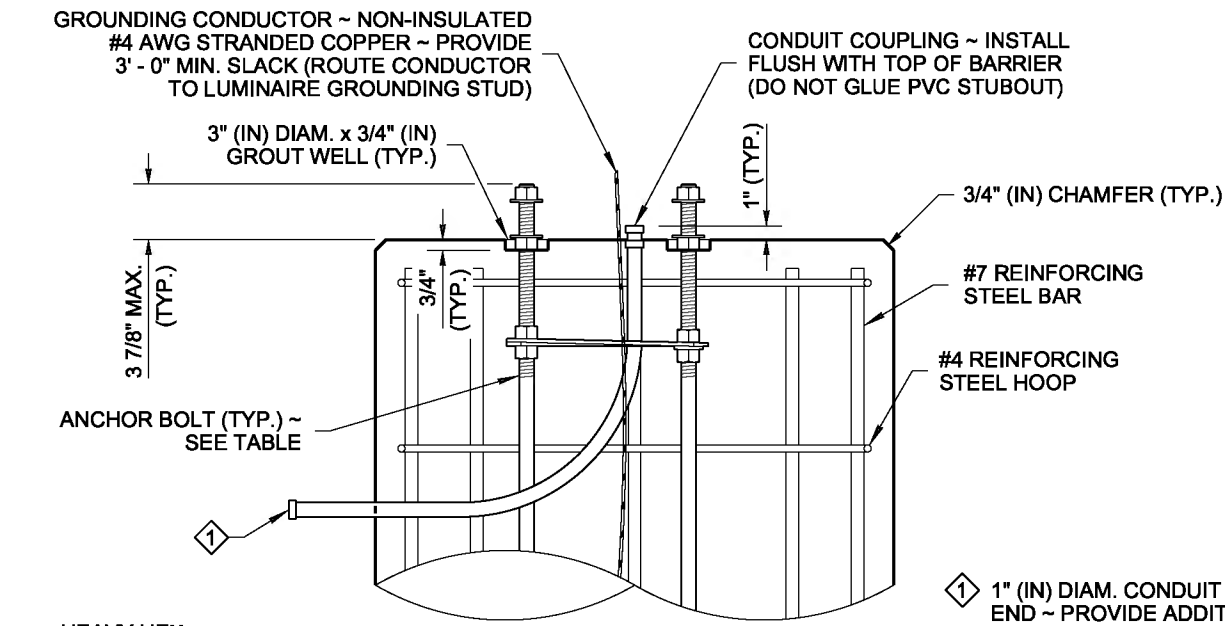 GROUNDING CONDUCTOR ~ NON-INSULATED
#4 AWG STRANDED COPPER ~ PROVIDE
3' - 0" MIN. SLACK (ROUTE CONDUCTOR
TO LUMINAIRE GROUNDING STUD)
CONDUIT COUPLING ~ INSTALL
FLUSH WITH TOP OF BARRIER
(DO NOT GLUE PVC STUBOUT)
3" (IN) DIAM. x 3/4" (IN)
GROUT WELL (TYP.)
1" (TYP.)
3/4" (IN) CHAMFER (TYP.)
3 7/8" MAX.
(TYP.)
3/4"
(TYP.)
#7 REINFORCING
STEEL BAR
#4 REINFORCING
STEEL HOOP
ANCHOR BOLT (TYP.) ~
SEE TABLE
1
1 1" (IN) DIAM. CONDUIT
END ~ PROVIDE ADDIT